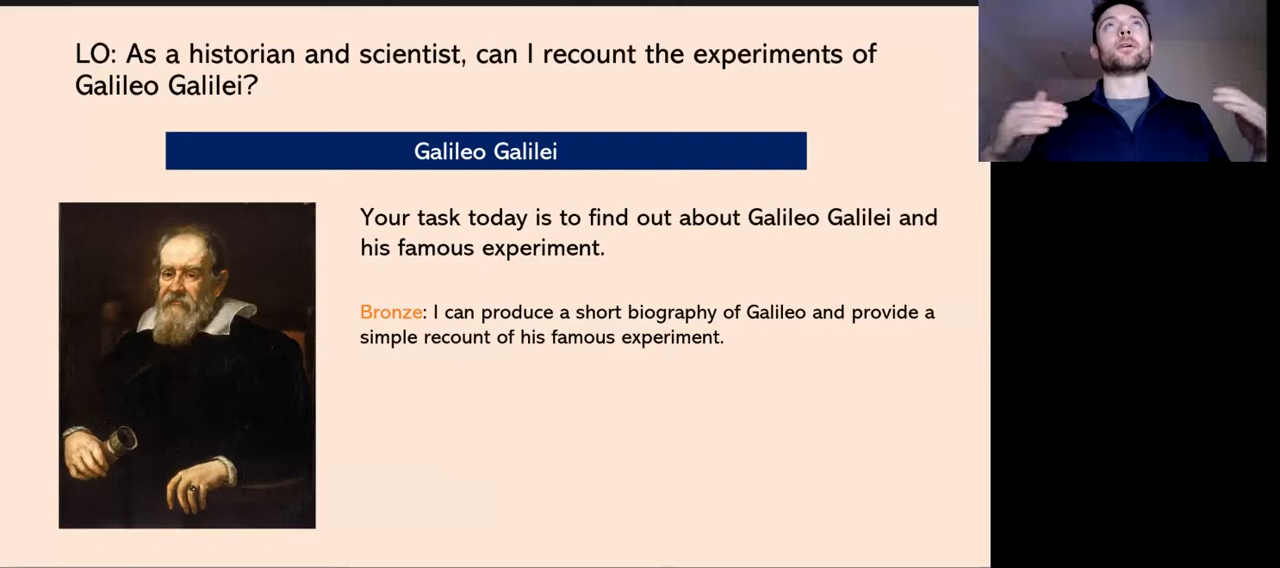 LO: As a historian and scientist, can I recount the experiments of
Galileo Galilei?
Galileo Galilei
Your task today is to find out about Galileo Galilei and
his famous experiment.
Bronze: I can produce a short biography of Galileo and provide a
simple recount of his famous experiment.